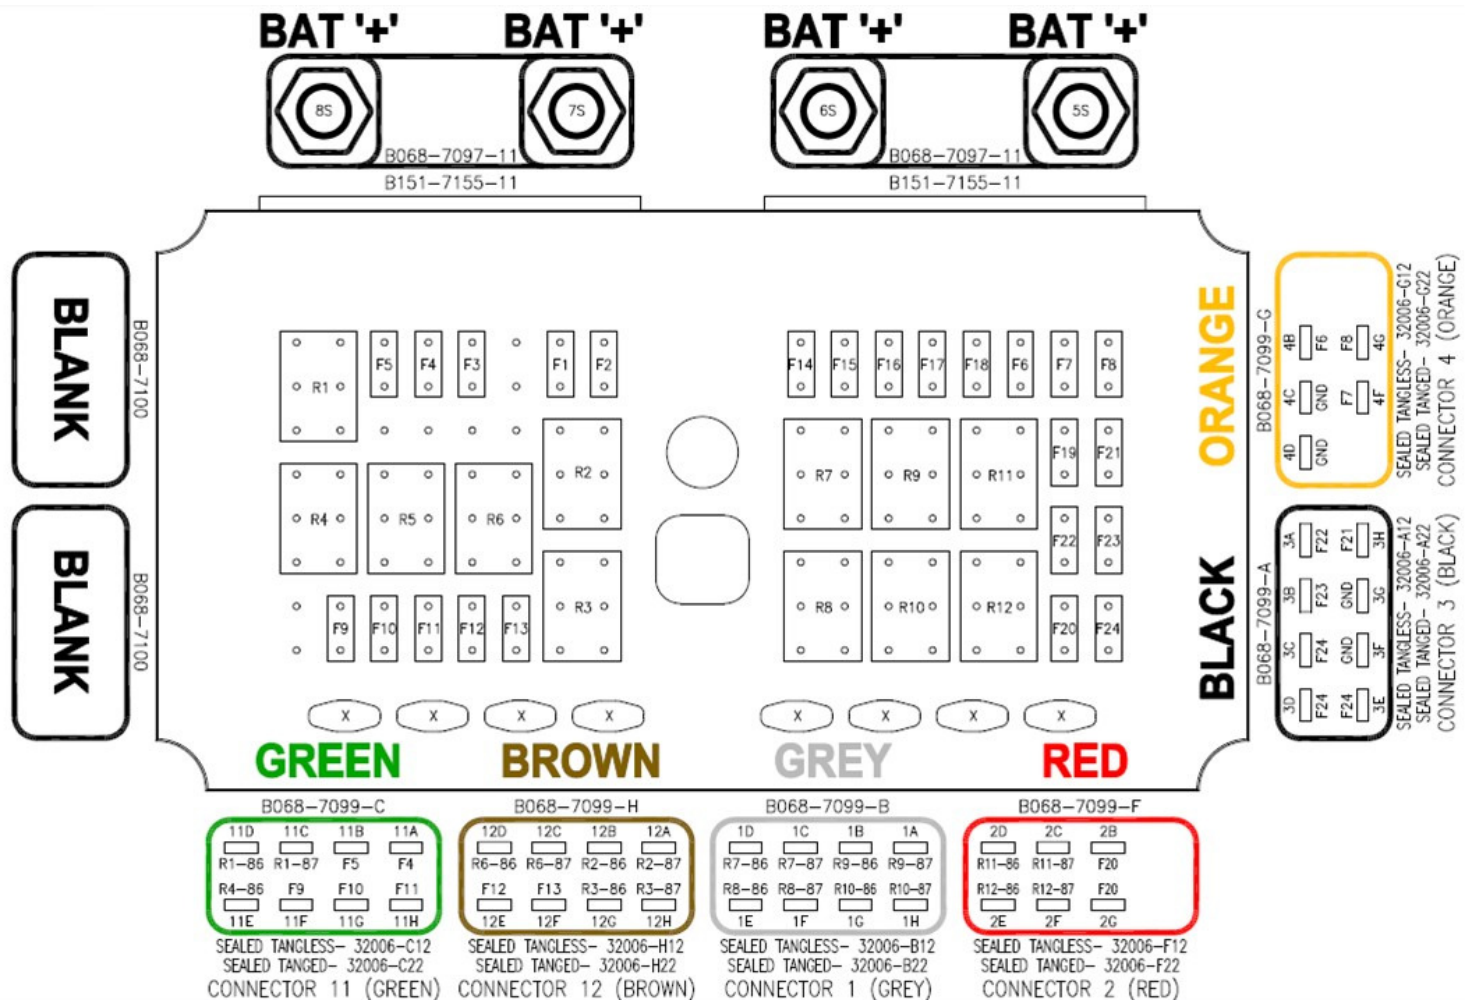 BAT '+' BAT '+' BAT '+' BAT '+'
8S 7S 6S 5S
B068-7097-11 B068-7097-11
B151-7155-11 B151-7155-11
BLANK
B068-7100
BLANK
B068-7100
R1 F5 F4 F3 F1 F2
R2
R4 R5 R6
R3
F9 F10 F11 F12 F13
F14 F15 F16 F17 F18 F6 F7 F8
R7 R9 R11 F19 F21
F22 F23
R8 R10 R12 F20 F24
X X X X X X X X
GREEN BROWN GREY RED
ORANGE
B068-7099-G
4B F6 F8 4G
4C GND F7 4F
4D GND
SEALED TANGLESS- 32006-G12
SEALED TANGED- 32006-G22
CONNECTOR 4 (ORANGE)
BLACK
B068-7099-A
3A F22 F21 3H
3B F23 GND 3G
3C F24 GND 3F
3D F24 F24 3E
SEALED TANGLESS- 32006-A12
SEALED TANGED- 32006-A22
CONNECTOR 3 (BLACK)
B068-7099-C
11D 11C 11B 11A
R1-86 R1-87 F5 F4
R4-86 F9 F10 F11
11E 11F 11G 11H
SEALED TANGLESS- 32006-C12
SEALED TANGED- 32006-C22
CONNECTOR 11 (GREEN)
B068-7099-H
12D 12C 12B 12A
R6-86 R6-87 R2-86 R2-87
F12 F13 R3-86 R3-87
12E 12F 12G 12H
SEALED TANGLESS- 32006-H12
SEALED TANGED- 32006-H22
CONNECTOR 12 (BROWN)
B068-7099-B
1D 1C 1B 1A
R7-86 R7-87 R9-86 R9-87
R8-86 R8-87 R10-86 R10-87
1E 1F 1G 1H
SEALED TANGLESS- 32006-B12
SEALED TANGED- 32006-B22
CONNECTOR 1 (GREY)
B068-7099-F
2D 2C 2B
R11-86 R11-87 F20
R12-86 R12-87 F20
2E 2F 2G
SEALED TANGLESS- 32006-F12
SEALED TANGED- 32006-F22
CONNECTOR 2 (RED)